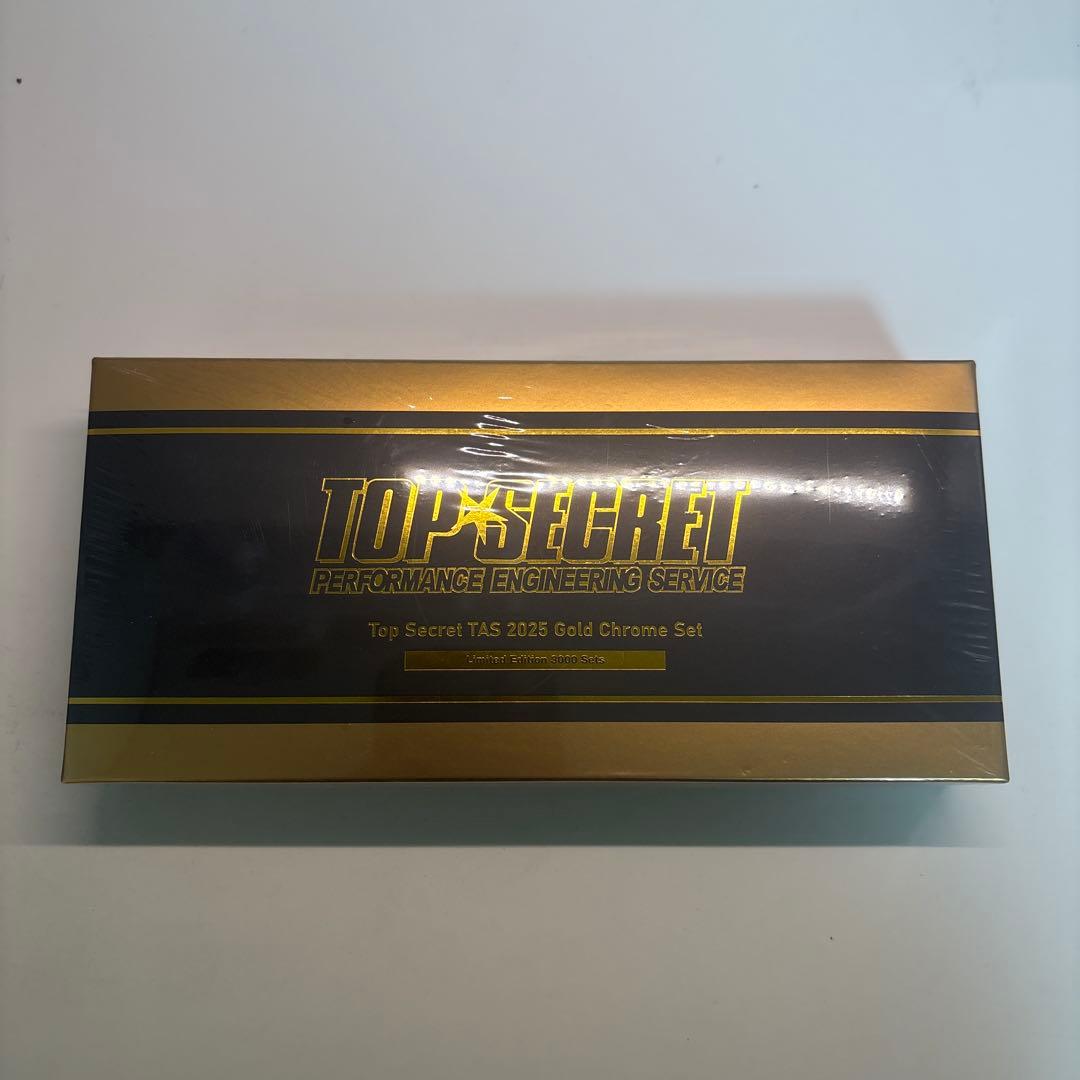 TOP SECRET
PERFORMANCE ENGINEERING SERVICE
Top Secret TAS 2025 Gold Chrome Set
Limited Edition 3000 Sets